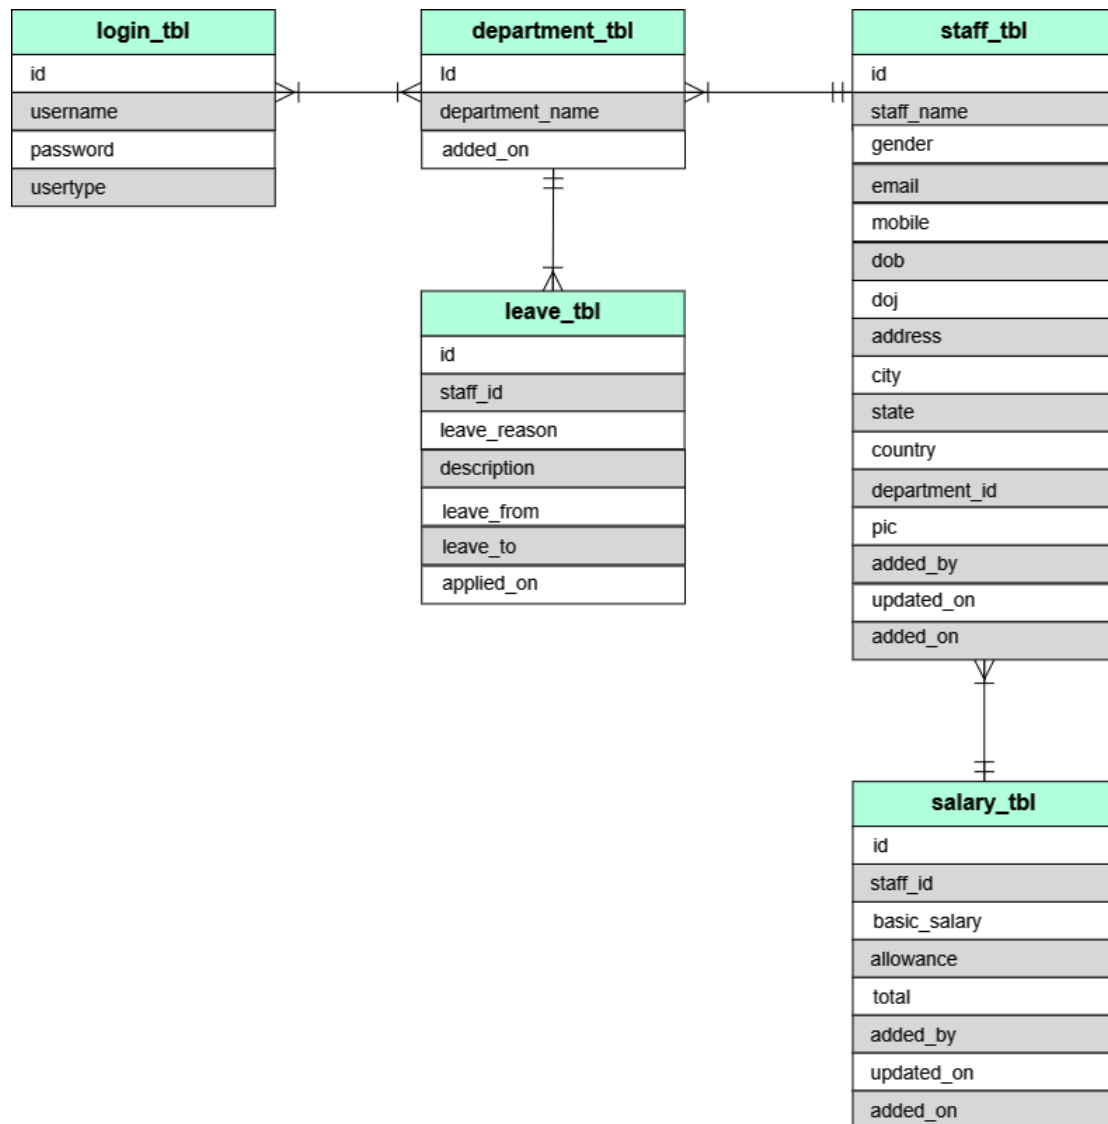 login_tbl
id
username
password
usertype
department_tbl
Id
department_name
added_on
leave_tbl
id
staff_id
leave_reason
description
leave_from
leave_to
applied_on
staff_tbl
id
staff_name
gender
email
mobile
dob
doj
address
city
state
country
department_id
pic
added_by
updated_on
added_on
salary_tbl
id
staff_id
basic_salary
allowance
total
added_by
updated_on
added_on